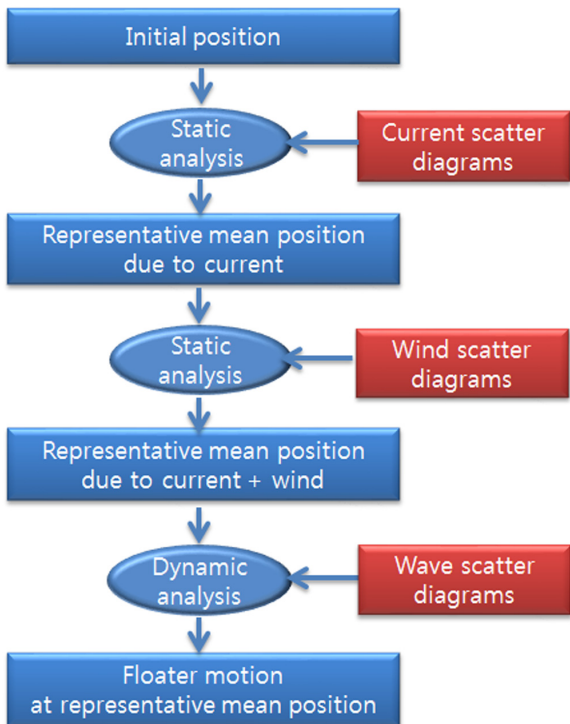 Initial position
Static
analysis
Current scatter
diagrams
Representative mean position
due to current
Static
analysis
Wind scatter
diagrams
Representative mean position
due to current + wind
Dynamic
analysis
Wave scatter
diagrams
Floater motion
at representative mean position